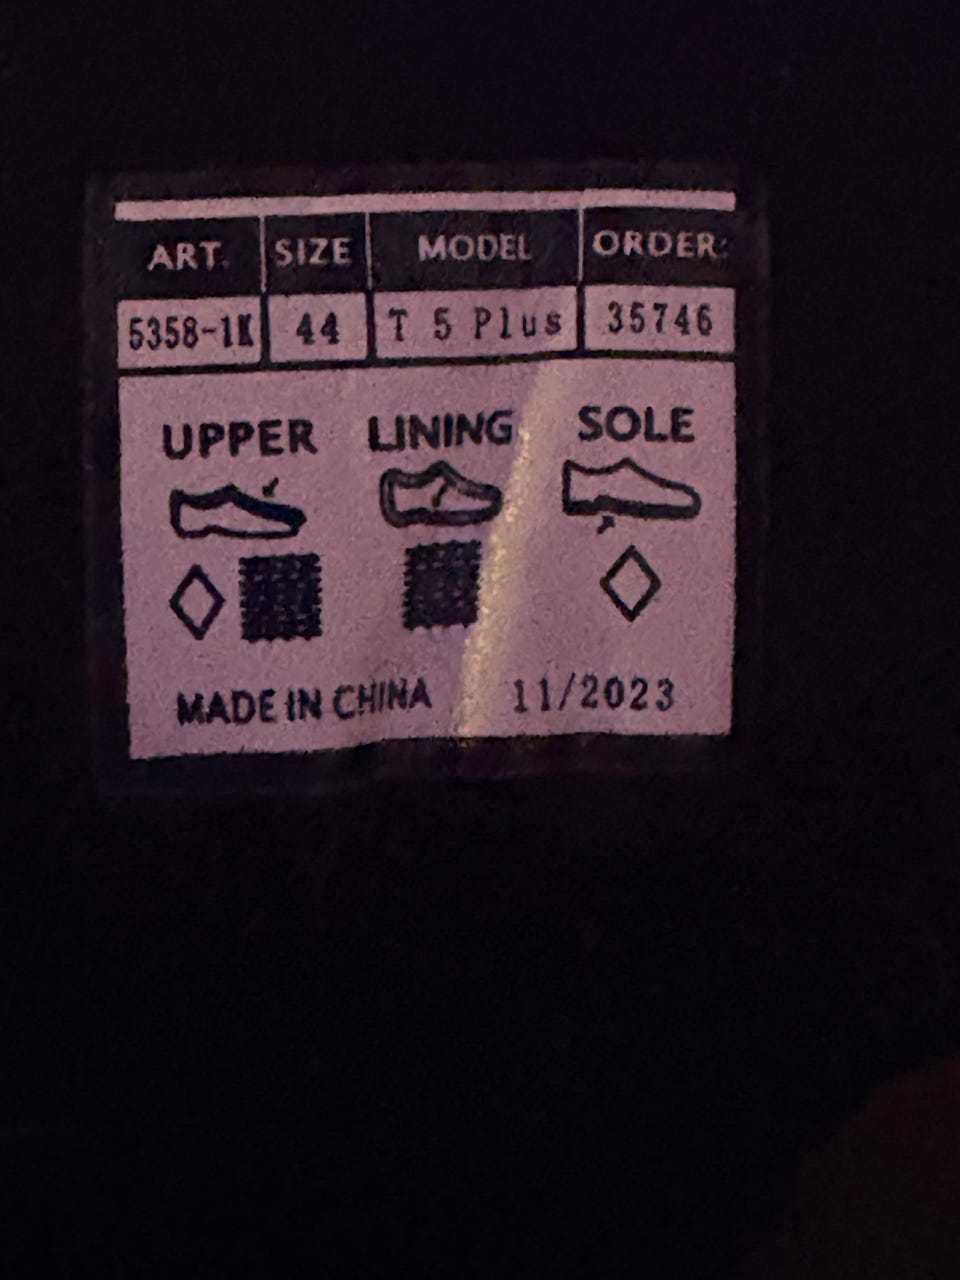 ART. SIZE MODEL ORDER:
5358-1K 44 T 5 Plus 35746
UPPER LINING SOLE
MADE IN CHINA 11/2023